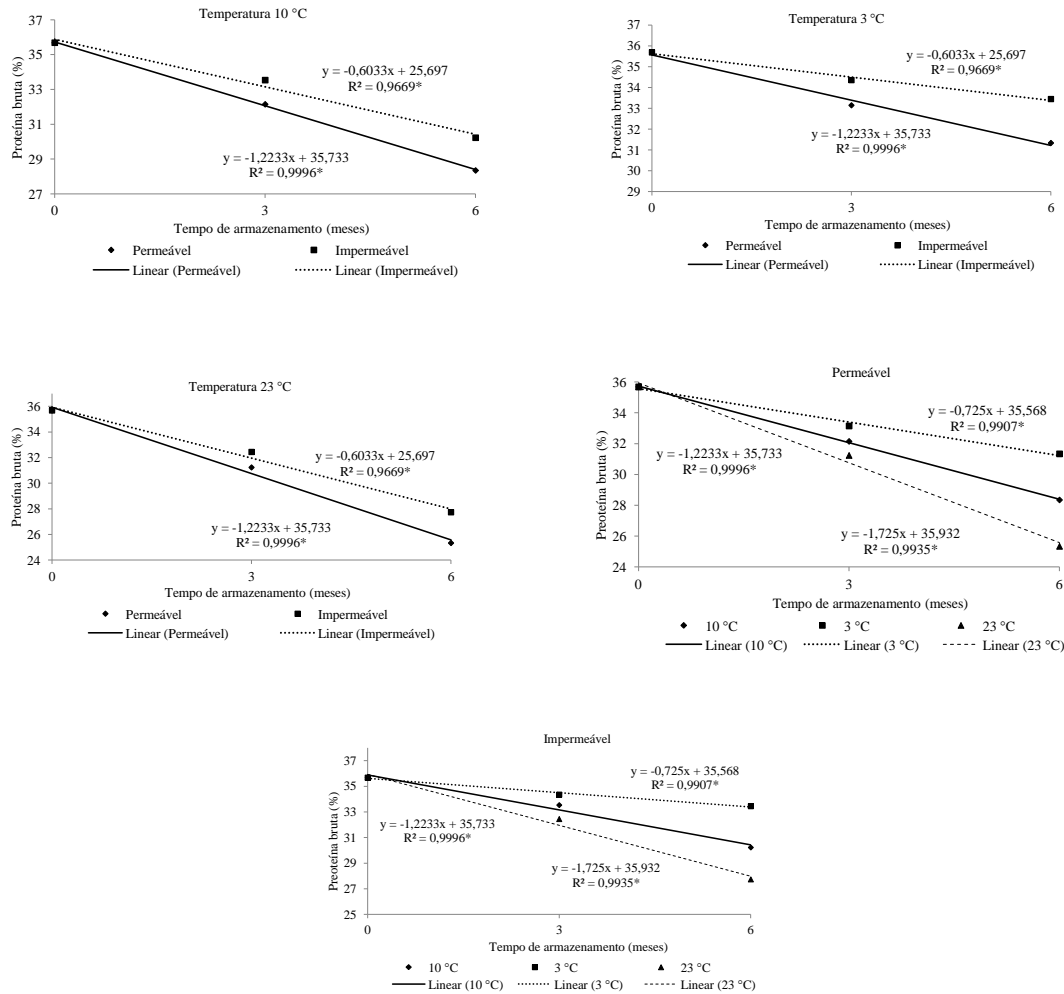 Temperatura 10 °C
37
35
33
31
29
27
0
3
6
Proteína bruta (%)
y = -0,6033x + 25,697
R² = 0,9669*
y = -1,2233x + 35,733
R² = 0,9996*
Tempo de armazenamento (meses)
Permeável
Impermeável
Linear (Permeável)
Linear (Impermeável)
Temperatura 3 °C
37
36
35
34
33
32
31
30
29
0
3
6
Proteína bruta (%)
y = -0,6033x + 25,697
R² = 0,9669*
y = -1,2233x + 35,733
R² = 0,9996*
Tempo de armazenamento (meses)
Permeável
Impermeável
Linear (Permeável)
Linear (Impermeável)
Temperatura 23 °C
36
34
32
30
28
26
24
0
3
6
Proteína bruta (%)
y = -0,6033x + 25,697
R² = 0,9669*
y = -1,2233x + 35,733
R² = 0,9996*
Tempo de armazenamento (meses)
Permeável
Impermeável
Linear (Permeável)
Linear (Impermeável)
Permeável
36
34
32
30
28
26
24
0
3
6
Preoteína bruta (%)
y = -0,725x + 35,568
R² = 0,9907*
y = -1,2233x + 35,733
R² = 0,9996*
y = -1,725x + 35,932
R² = 0,9935*
Tempo de armazenamento (meses)
10 °C
3 °C
23 °C
Linear (10 °C)
Linear (3 °C)
Linear (23 °C)
Impermeável
37
35
33
31
29
27
25
0
3
6
Preoteína bruta (%)
y = -0,725x + 35,568
R² = 0,9907*
y = -1,2233x + 35,733
R² = 0,9996*
y = -1,725x + 35,932
R² = 0,9935*
Tempo de armazenamento (meses)
10 °C
3 °C
23 °C
Linear (10 °C)
Linear (3 °C)
Linear (23 °C)